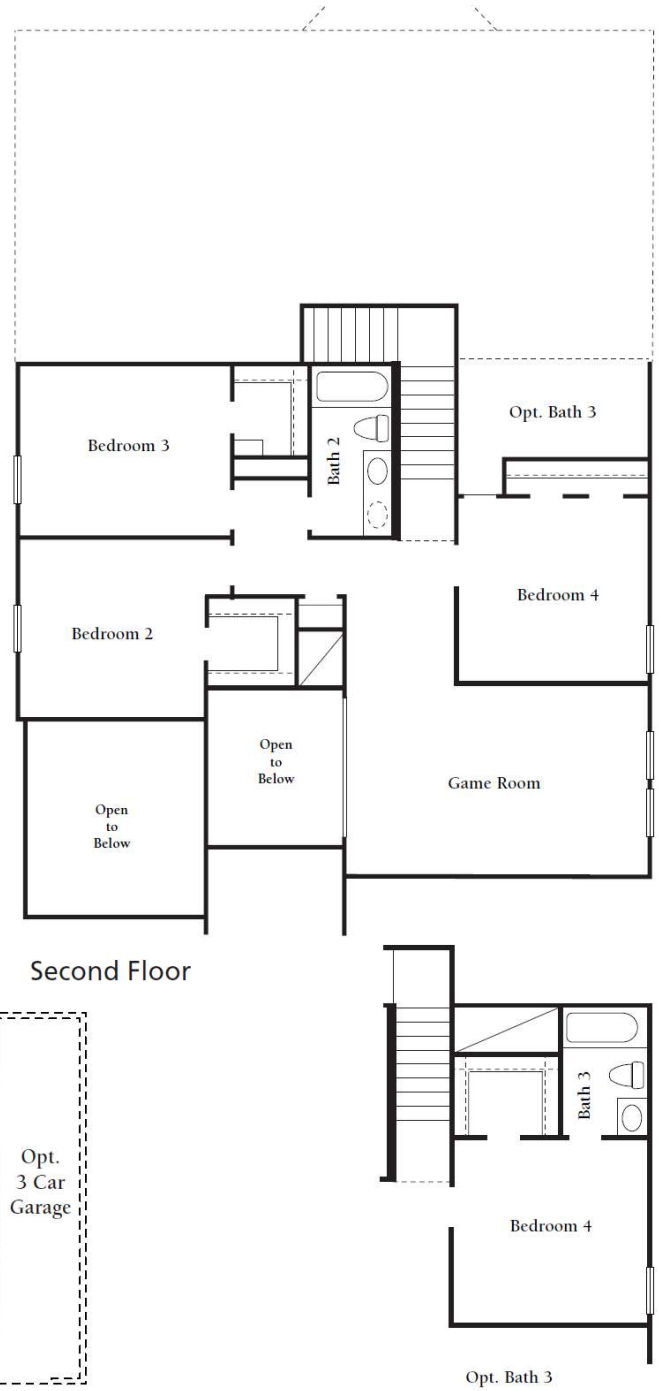 Opt. Bath 3
Bedroom 3
Bath 2
Bedroom 4
Bedroom 2
Open
to
Below
Game Room
Open
to
Below
Second Floor
Opt.
3 Car
Garage
Bath 3
Bedroom 4
Opt. Bath 3